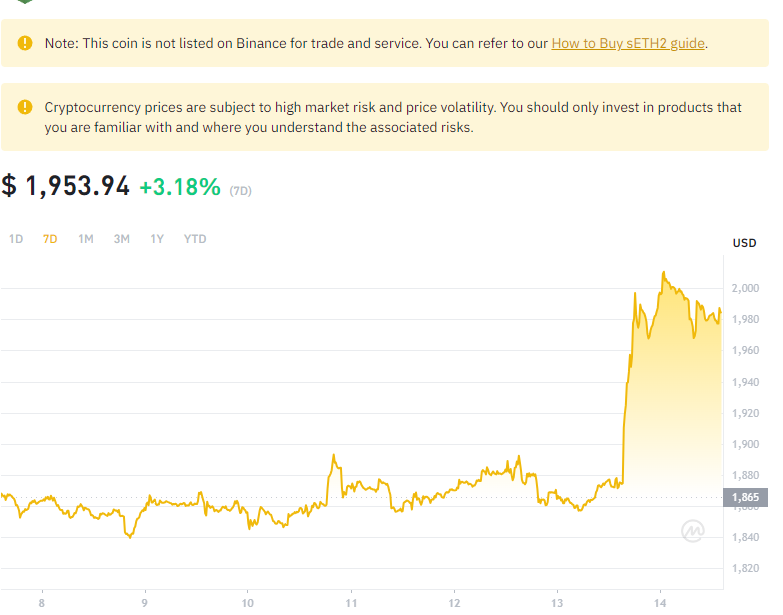 Note: This coin is not listed on Binance for trade and service. You can refer to our How to Buy sETH2 guide.
Cryptocurrency prices are subject to high market risk and price volatility. You should only invest in products that
you are familiar with and where you understand the associated risks.
$ 1,953.94 +3.18% (7D)
1D 7D 1M 3M 1Y YTD
USD
2,000
1,980
1,960
1,940
1,920
1,900
1,880
1,865
1,860
1,840
1,820
8 9 10 11 12 13 14